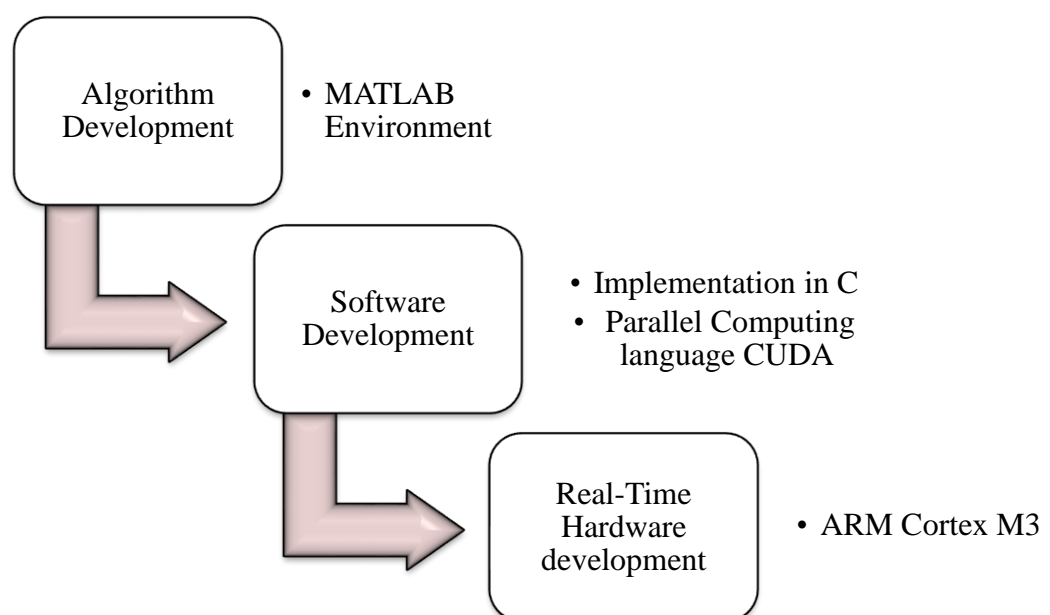 Algorithm
Development
• MATLAB
Environment
Software
Development
• Implementation in C
• Parallel Computing
language CUDA
Real-Time
Hardware
development
• ARM Cortex M3